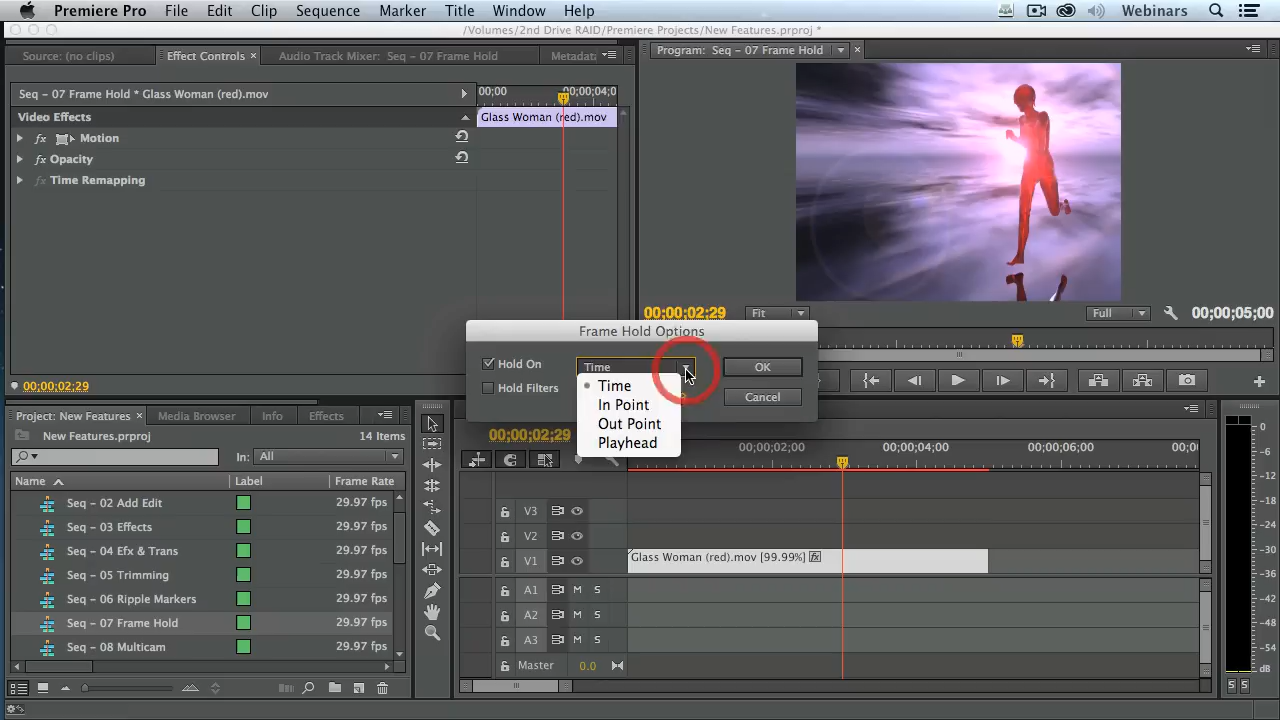 Premiere Pro File Edit Clip Sequence Marker Title Window Help Webinars
/Volumes/2nd Drive RAID/Premiere Projects/New Features.prproj *
Source: (no clips) Effect Controls × Audio Track Mixer: Seq - 07 Frame Hold Metadata
Program: Seq - 07 Frame Hold ×
Seq - 07 Frame Hold * Glass Woman (red).mov
00;00 00;00;04;0
Video Effects
Glass Woman (red).mov
fx Motion
fx Opacity
fx Time Remapping
00;00;02;29 Fit Full 00;00;05;00
Frame Hold Options
Hold On Time OK
Hold Filters Cancel
Time
In Point
Out Point
Playhead
00;00;02;29
Project: New Features × Info Effects
New Features.prproj 14 Items
In: All
Name Label Frame Rate
Seq - 02 Add Edit 29.97 fps
Seq - 03 Effects 29.97 fps
Seq - 04 Efx & Trans 29.97 fps
Seq - 05 Trimming 29.97 fps
Seq - 06 Ripple Markers 29.97 fps
Seq - 07 Frame Hold 29.97 fps
Seq - 08 Multicam 29.97 fps
00;00;02;29
00;00;02;00 00;00;04;00 00;0
V3
V2
V1 Glass Woman (red).mov [99.99%] fx
A1 M S
A2 M S
A3 M S
Master 0.0
0
-6
-12
-18
-24
-30
-36
-42
-48
-54
dB
S S